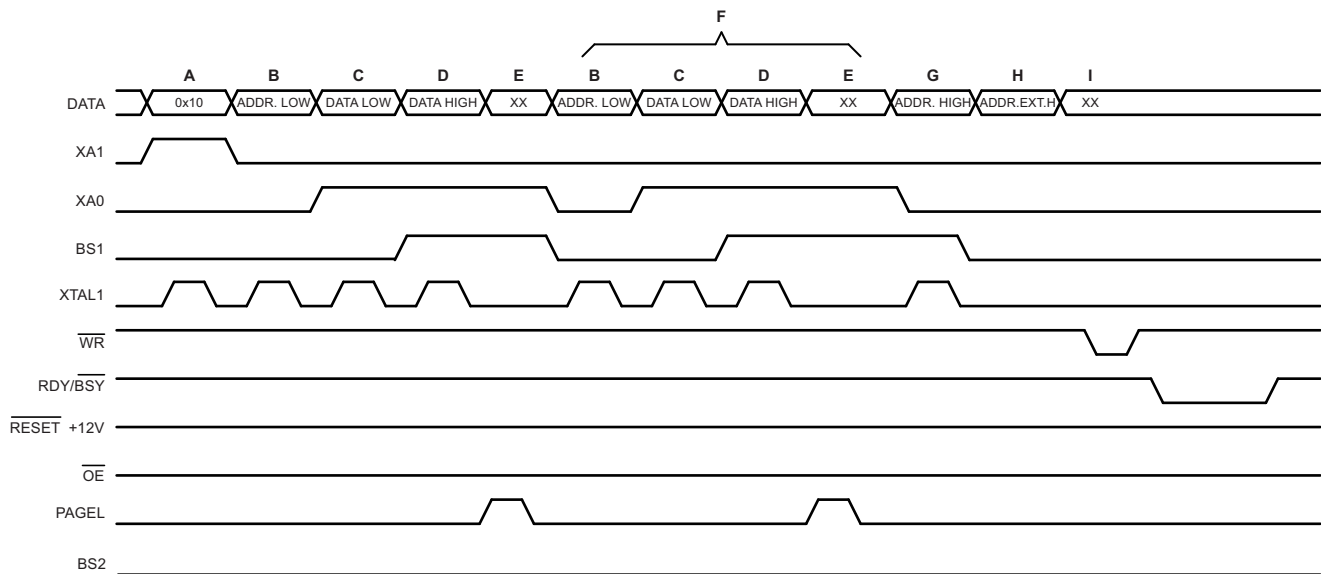 F
A B C D E B C D E G H I
DATA 0x10 ADDR. LOW DATA LOW DATA HIGH XX ADDR. LOW DATA LOW DATA HIGH XX ADDR. HIGH ADDR.EXT.H XX
XA1
XA0
BS1
XTAL1
WR
RDY/BSY
RESET +12V
OE
PAGEL
BS2